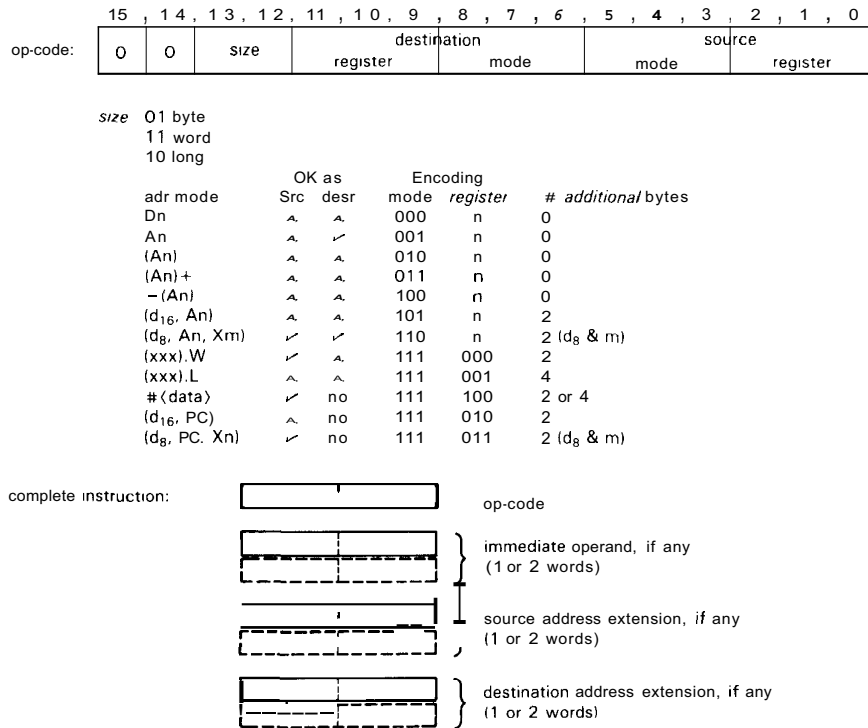 15 , 14 , 13 , 12 , 11 , 10 , 9 , 8 , 7 , 6 , 5 , 4 , 3 , 2 , 1 , 0
op-code: 0 0 size destination source
register mode mode register
size 01 byte
11 word
10 long
OK as Encoding
adr mode Src desr mode register # additional bytes
Dn 000 n 0
An 001 n 0
(An) 010 n 0
(An)+ 011 n 0
-(An) 100 n 0
(d16, An) 101 n 2
(d8, An, Xm) 110 n 2 (d8 & m)
(xxx).W 111 000 2
(xxx).L 111 001 4
#⟨data⟩ no 111 100 2 or 4
(d16, PC) no 111 010 2
(d8, PC. Xn) no 111 011 2 (d8 & m)
complete instruction:
op-code
immediate operand, if any
(1 or 2 words)
source address extension, if any
(1 or 2 words)
destination address extension, if any
(1 or 2 words)